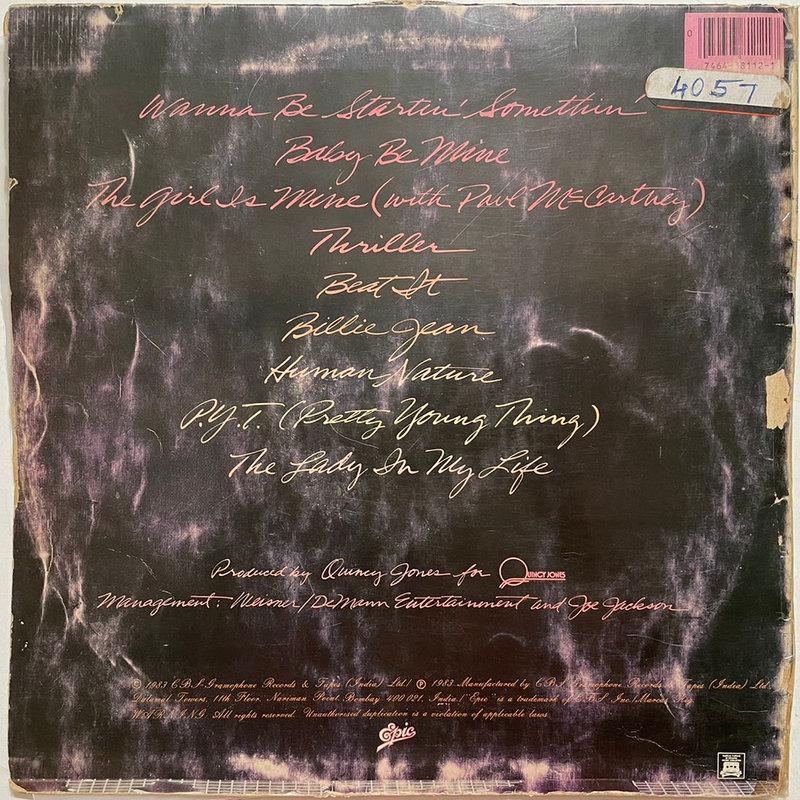 0
7464-38112-1
4057
Wanna Be Startin' Somethin'
Baby Be Mine
The Girl Is Mine (with Paul McCartney)
Thriller
Beat It
Billie Jean
Human Nature
P.Y.T. (Pretty Young Thing)
The Lady In My Life
Produced by Quincy Jones for QUINCY JONES
Management: Weisner/DeMann Entertainment and Joe Jackson
© 1983 C.B.S. Gramophone Records & Tapes (India) Ltd./ ℗ 1983 Manufactured by C.B.S. Gramophone Records & Tapes (India) Ltd.
Dalamal Towers, 11th Floor, Nariman Point, Bombay 400 021, India/"Epic" is a trademark of C.B.S Inc./Marcas Reg.
WARNING: All rights reserved. Unauthorised duplication is a violation of applicable laws
Epic